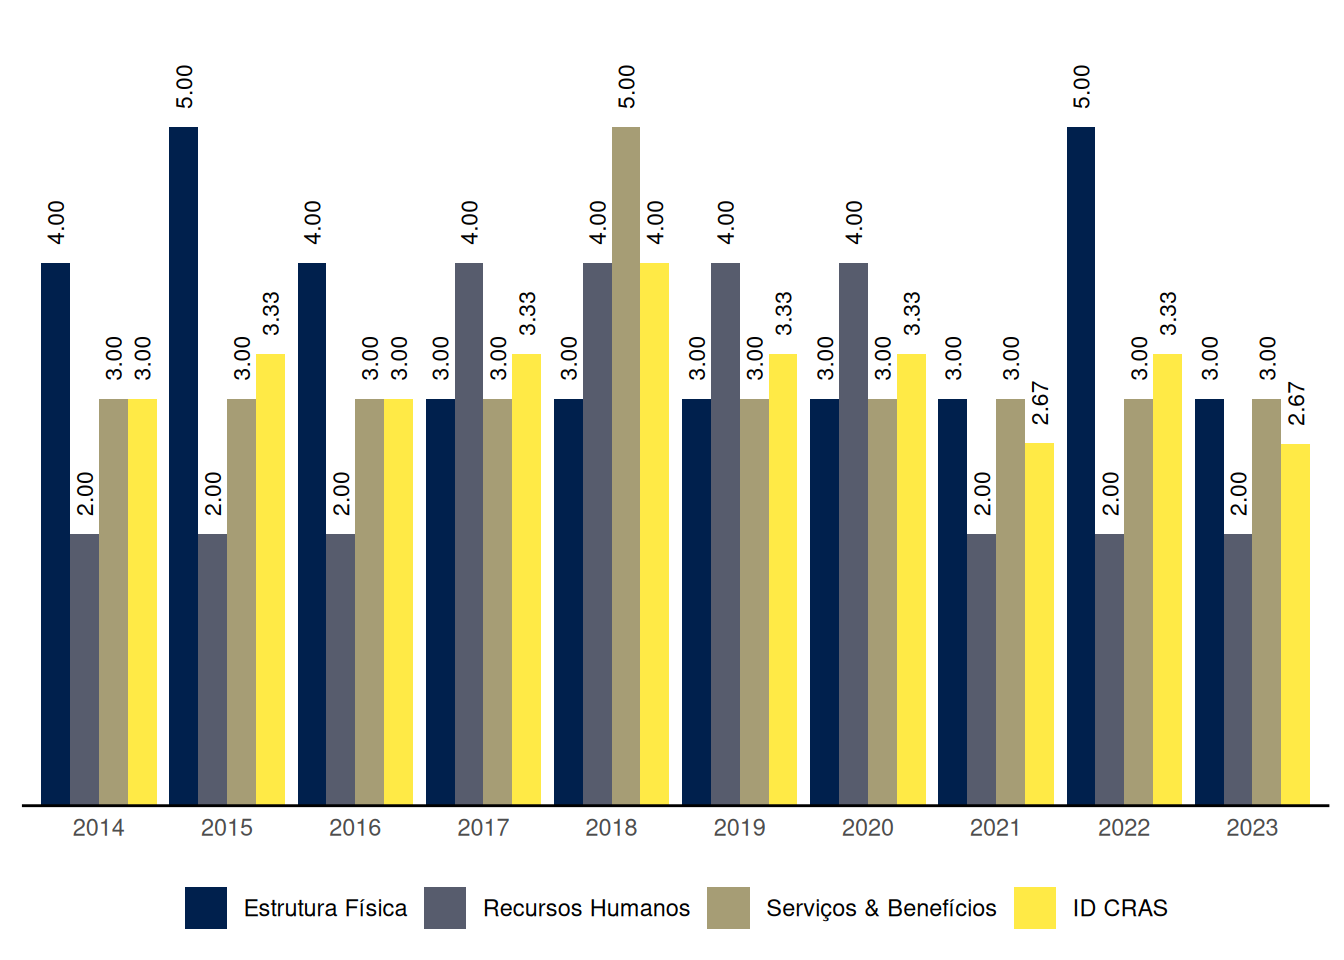 5.00 5.00 5.00
4.00 4.00 4.00 4.00 4.00 4.00 4.00
3.33 3.33 3.33 3.33 3.33
3.00 3.00 3.00 3.00 3.00 3.00 3.00 3.00 3.00 3.00 3.00 3.00 3.00 3.00 3.00 3.00 3.00
2.67 2.67
2.00 2.00 2.00 2.00 2.00 2.00
2014 2015 2016 2017 2018 2019 2020 2021 2022 2023
Estrutura Física Recursos Humanos Serviços & Benefícios ID CRAS